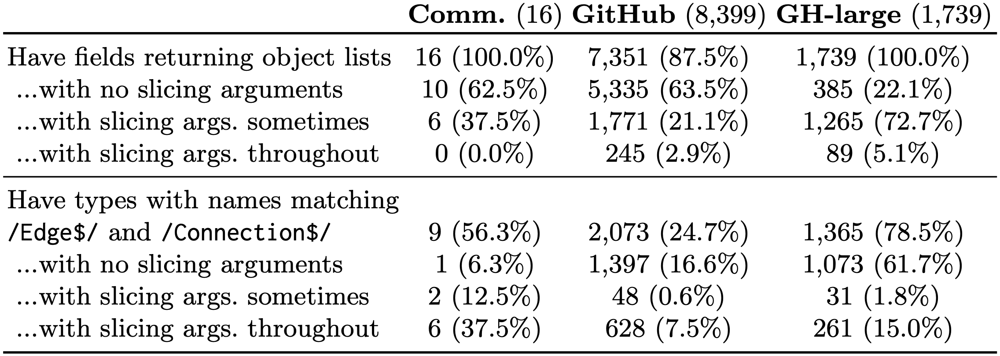 Comm. (16) GitHub (8,399) GH-large (1,739)
Have fields returning object lists 16 (100.0%) 7,351 (87.5%) 1,739 (100.0%)
...with no slicing arguments 10 (62.5%) 5,335 (63.5%) 385 (22.1%)
...with slicing args. sometimes 6 (37.5%) 1,771 (21.1%) 1,265 (72.7%)
...with slicing args. throughout 0 (0.0%) 245 (2.9%) 89 (5.1%)
Have types with names matching
/Edge$/ and /Connection$/ 9 (56.3%) 2,073 (24.7%) 1,365 (78.5%)
...with no slicing arguments 1 (6.3%) 1,397 (16.6%) 1,073 (61.7%)
...with slicing args. sometimes 2 (12.5%) 48 (0.6%) 31 (1.8%)
...with slicing args. throughout 6 (37.5%) 628 (7.5%) 261 (15.0%)